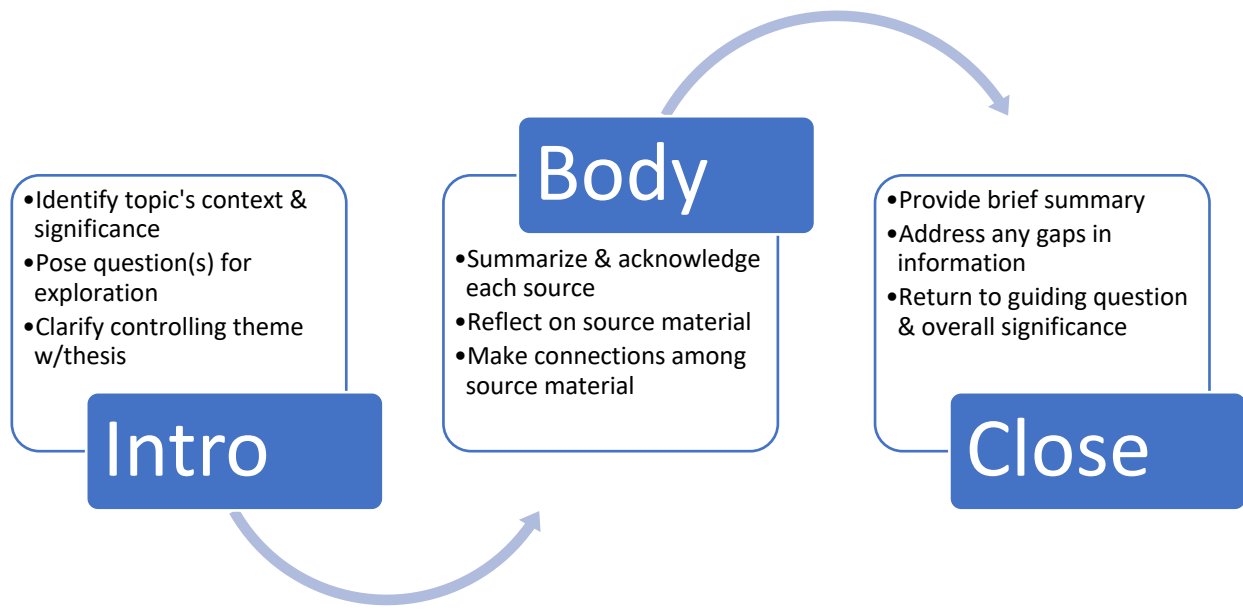 •Identify topic's context &
significance
•Pose question(s) for
exploration
•Clarify controlling theme
w/thesis
Intro
Body
•Summarize & acknowledge
each source
•Reflect on source material
•Make connections among
source material
•Provide brief summary
•Address any gaps in
information
•Return to guiding question
& overall significance
Close